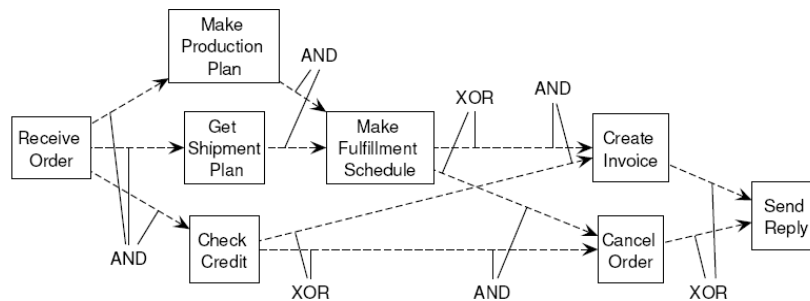 Make
Production
Plan
AND
XOR
AND
Receive
Order
Get
Shipment
Plan
Make
Fulfillment
Schedule
Create
Invoice
Send
Reply
Check
Credit
Cancel
Order
AND
XOR
AND
XOR